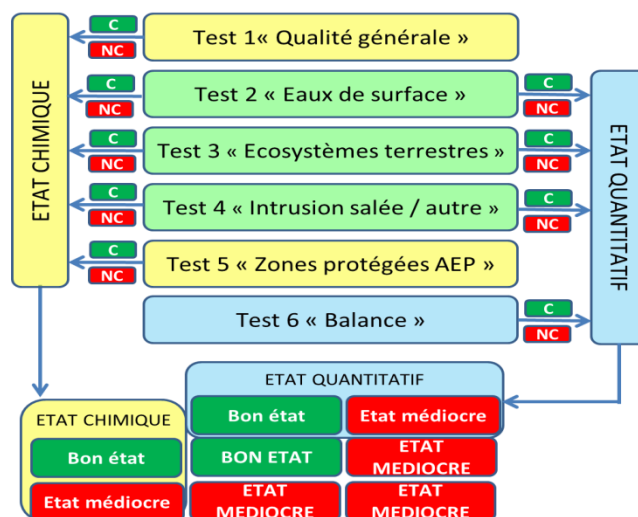 C
NC
Test 1« Qualité générale »
C
NC
Test 2 « Eaux de surface »
C
NC
C
NC
Test 3 « Ecosystèmes terrestres »
C
NC
C
NC
Test 4 « Intrusion salée / autre »
C
NC
C
NC
Test 5 « Zones protégées AEP »
Test 6 « Balance »
C
NC
ETAT CHIMIQUE
ETAT QUANTITATIF
ETAT QUANTITATIF
Bon état
Etat médiocre
ETAT CHIMIQUE
Bon état
BON ETAT
ETAT
MEDIOCRE
Etat médiocre
ETAT
MEDIOCRE
ETAT
MEDIOCRE